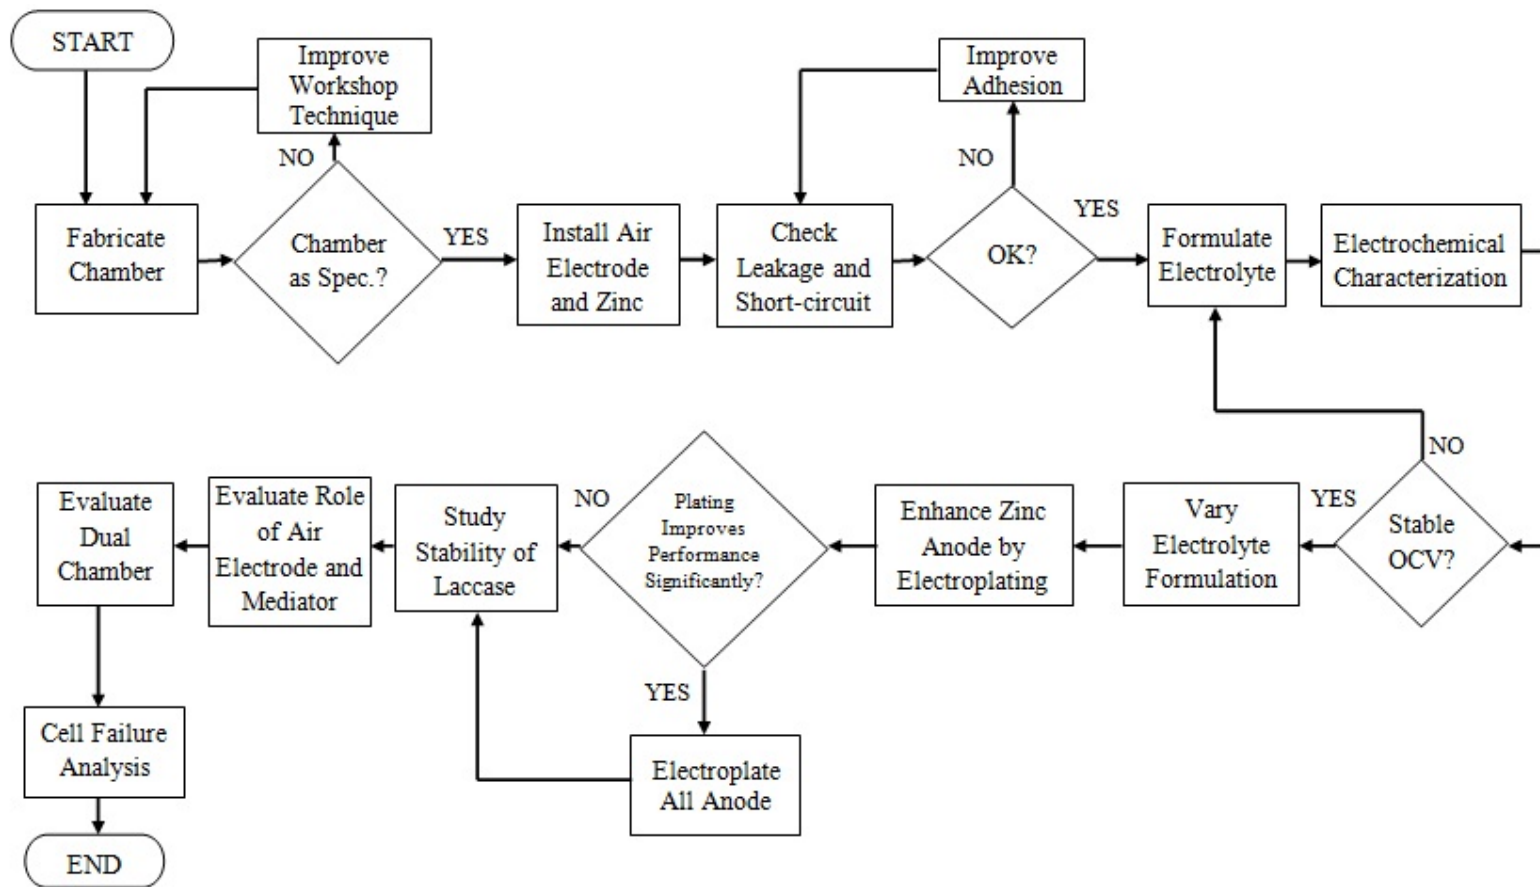 START
Improve
Workshop
Technique
NO
Fabricate
Chamber
Chamber
as Spec.?
YES
Install Air
Electrode
and Zinc
Check
Leakage and
Short-circuit
Improve
Adhesion
NO
OK?
YES
Formulate
Electrolyte
Electrochemical
Characterization
NO
Stable
OCV?
YES
Vary
Electrolyte
Formulation
Enhance Zinc
Anode by
Electroplating
Plating
Improves
Performance
Significantly?
NO
YES
Electroplate
All Anode
Study
Stability of
Laccase
Evaluate Role
of Air
Electrode and
Mediator
Evaluate
Dual
Chamber
Cell Failure
Analysis
END